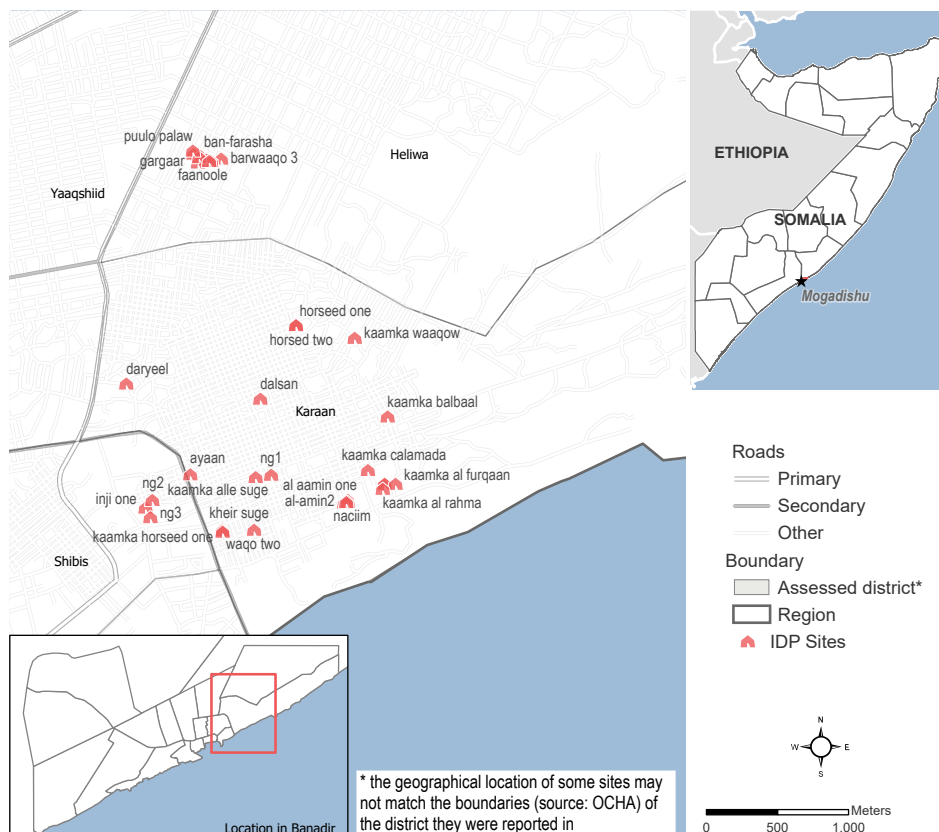 puulo palaw
ban-farasha
gargaar
barwaaqo 3
faanoole
Heliwa
Yaaqshiid
horseed one
horsed two
kaamka waaqow
daryeel
dalsan
Karaan
kaamka balbaal
kaamka calamada
ayaan
ng1
kaamka alle suge
al aamin one
kaamka al furqaan
ng2
al-amin2
kaamka al rahma
inji one
ng3
kheir suge
naciim
kaamka horseed one
waqo two
Shibis
Location in Banadir
* the geographical location of some sites may
not match the boundaries (source: OCHA) of
the district they were reported in
ETHIOPIA
SOMALIA
Mogadishu
Roads
Primary
Secondary
Other
Boundary
Assessed district*
Region
IDP Sites
N
W E
S
Meters
0 500 1,000